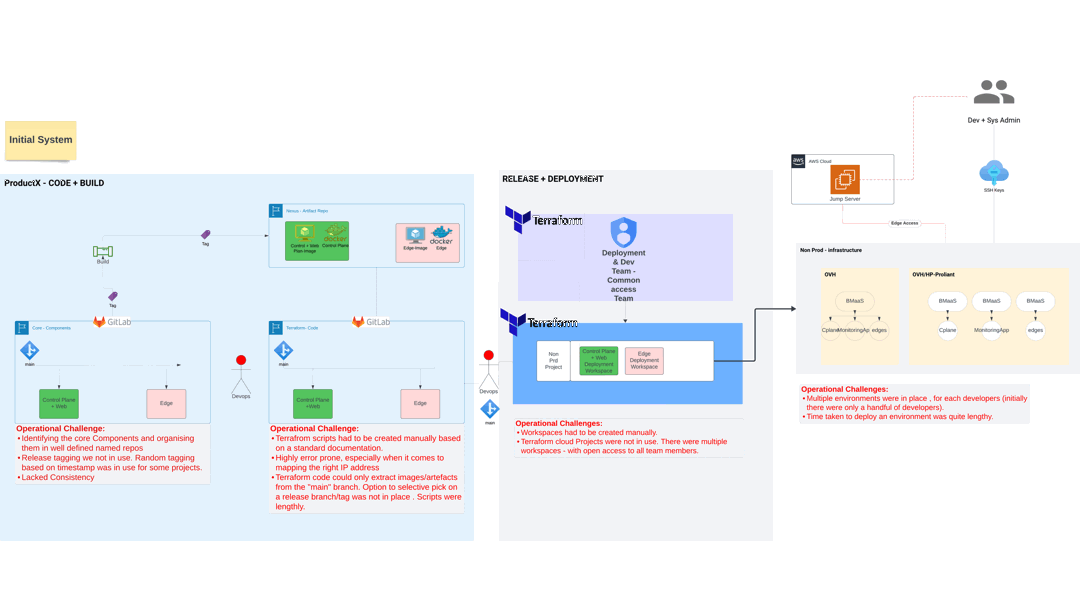 Initial System
ProductX - CODE + BUILD
Nexus - Artifact Repo
Control + Web
Plain-Image
docker
Control Plane
Edge-Image
docker
Edge
Build
Tag
Tag
GitLab
Core - Components
main
Control Plane
+ Web
Edge
Devops
GitLab
Terraform- Code
main
Control Plane
+Web
Edge
Operational Challenge:
• Identifying the core Components and organising
them in well defined named repos
• Release tagging we not in use. Random tagging
based on timestamp was in use for some projects.
• Lacked Consistency
Operational Challenge:
• Terrafrom scripts had to be created manually based
on a standard documentation.
• Highly error prone, especially when it comes to
mapping the right IP address
• Terraform code could only extract images/artefacts
from the "main" branch. Option to selective pick on
a release branch/tag was not in place . Scripts were
lengthly.
Devops
main
RELEASE + DEPLOYMENT
Terraform
Deployment
& Dev
Team -
Common
access
Team
Terraform
Non
Prd
Project
Control Plane
+ Web
Deployment
Workspace
Edge
Deployment
Workspace
Operational Challenges:
• Workspaces had to be created manually.
• Terraform cloud Projects were not in use. There were multiple
workspaces - with open access to all team members.
Dev + Sys Admin
aws
AWS Cloud
Jump Server
SSH Keys
Edge Access
Non Prod - infrastructure
OVH
BMaaS
Cplane
MonitoringAp
edges
OVH/HP-Proliant
BMaaS
BMaaS
BMaaS
Cplane
MonitoringApp
edges
Operational Challenges:
• Multiple environments were in place , for each developers (initially
there were only a handful of developers).
• Time taken to deploy an environment was quite lengthy.